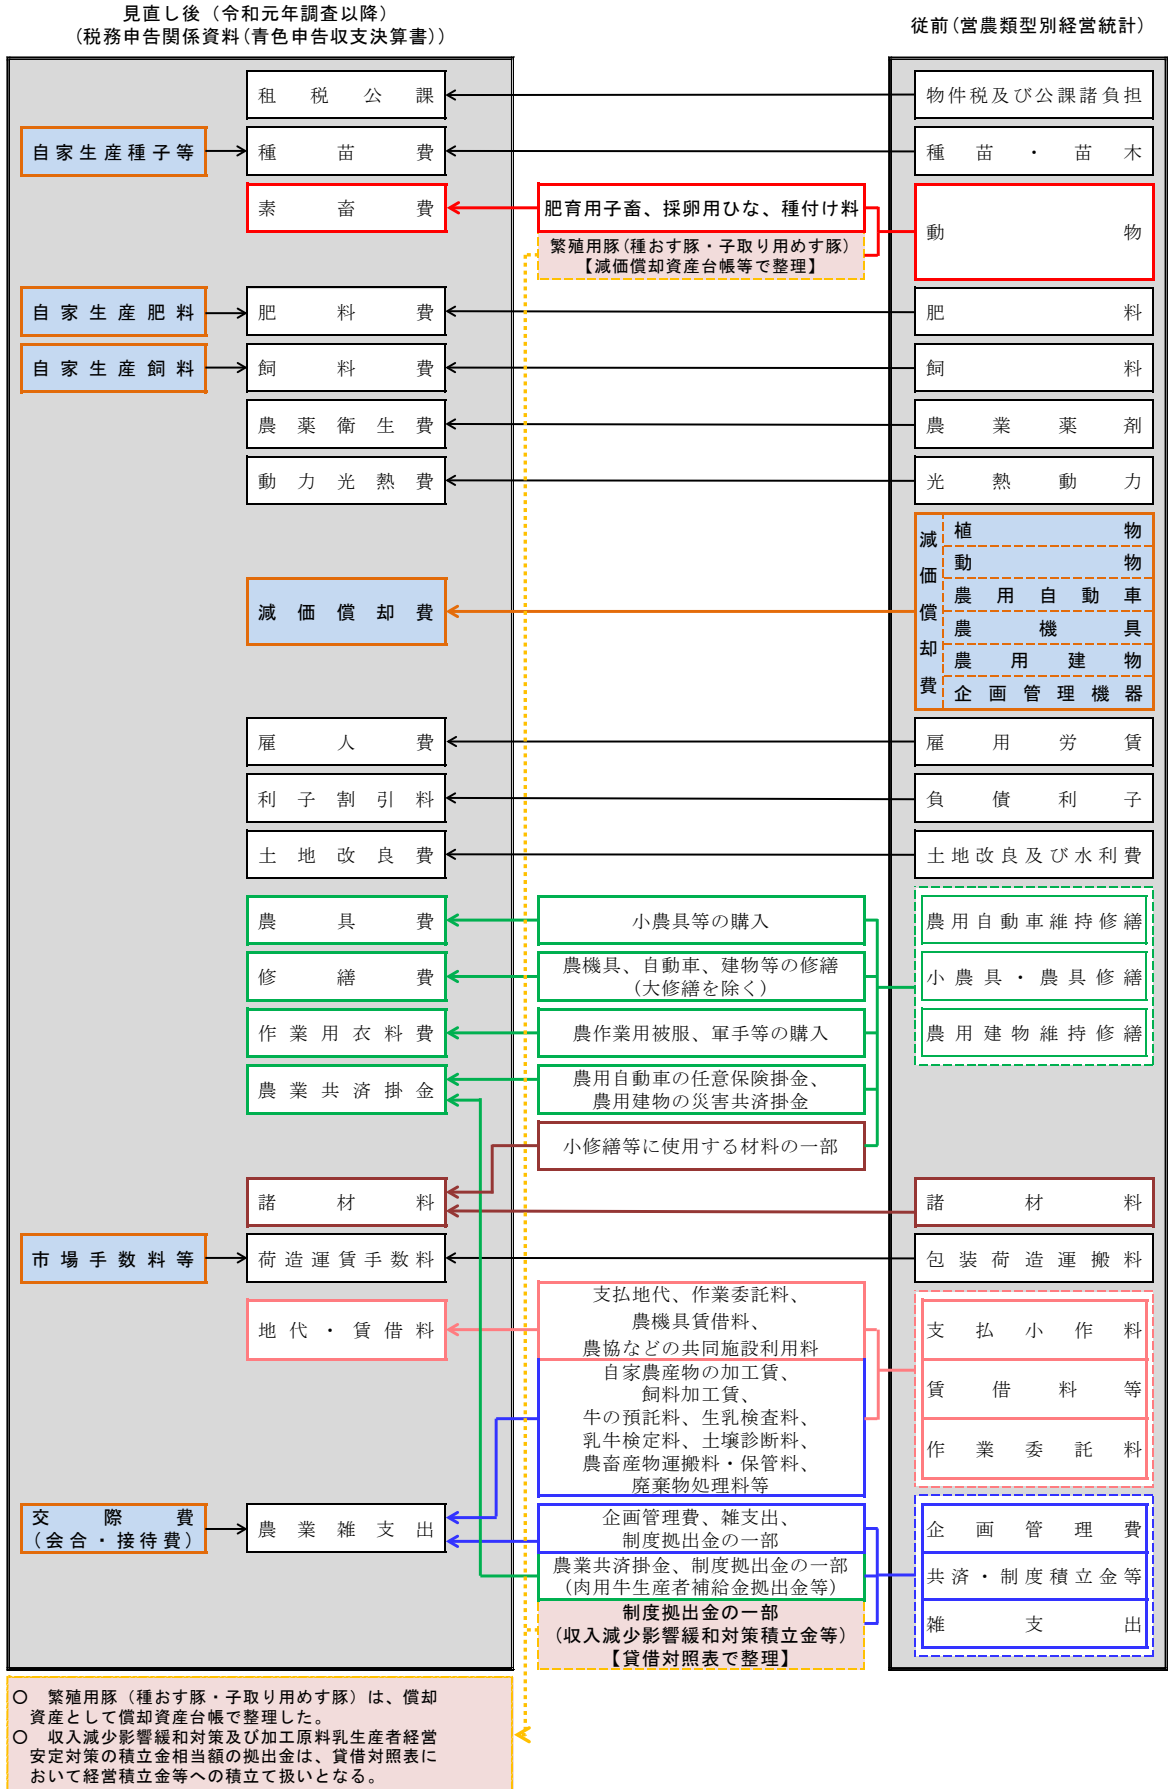 見直し後（令和元年調査以降）
（税務申告関係資料（青色申告収支決算書））
従前（営農類型別経営統計）
租税公課
物件税及び公課諸負担
自家生産種子等
種苗費
種苗・苗木
素畜費
肥育用子畜、採卵用ひな、種付け料
動物
繁殖用豚（種おす豚・子取り用めす豚）
【減価償却資産台帳等で整理】
自家生産肥料
肥料費
肥料
自家生産飼料
飼料費
飼料
農薬衛生費
農業薬剤
動力光熱費
光熱動力
減価償却費
減価償却費
植物
動物
農用自動車
農機具
農用建物
企画管理機器
雇人費
雇用労賃
利子割引料
負債利子
土地改良費
土地改良及び水利費
農具費
小農具等の購入
農用自動車維持修繕
修繕費
農機具、自動車、建物等の修繕
（大修繕を除く）
小農具・農具修繕
作業用衣料費
農作業用被服、軍手等の購入
農用建物維持修繕
農業共済掛金
農用自動車の任意保険掛金、
農用建物の災害共済掛金
小修繕等に使用する材料の一部
諸材料
諸材料
市場手数料等
荷造運賃手数料
包装荷造運搬料
地代・賃借料
支払地代、作業委託料、
農機具賃借料、
農協などの共同施設利用料
支払小作料
自家農産物の加工賃、
飼料加工賃、
牛の預託料、生乳検査料、
乳牛検定料、土壌診断料、
農畜産物運搬料・保管料、
廃棄物処理料等
賃借料等
作業委託料
交際費
（会合・接待費）
農業雑支出
企画管理費、雑支出、
制度拠出金の一部
企画管理費
農業共済掛金、制度拠出金の一部
（肉用牛生産者補給金拠出金等）
共済・制度積立金等
制度拠出金の一部
（収入減少影響緩和対策積立金等）
【貸借対照表で整理】
雑支出
○　繁殖用豚（種おす豚・子取り用めす豚）は、償却
資産として償却資産台帳で整理した。
○　収入減少影響緩和対策及び加工原料乳生産者経営
安定対策の積立金相当額の拠出金は、貸借対照表に
おいて経営積立金等への積立て扱いとなる。